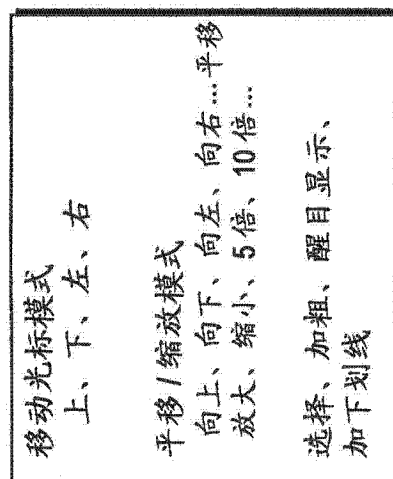 移动光标模式
上、下、左、右
平移/缩放模式
向上、向下、向左、向右...平移
放大、缩小、5倍、10倍...
选择、加粗、醒目显示、
加下划线